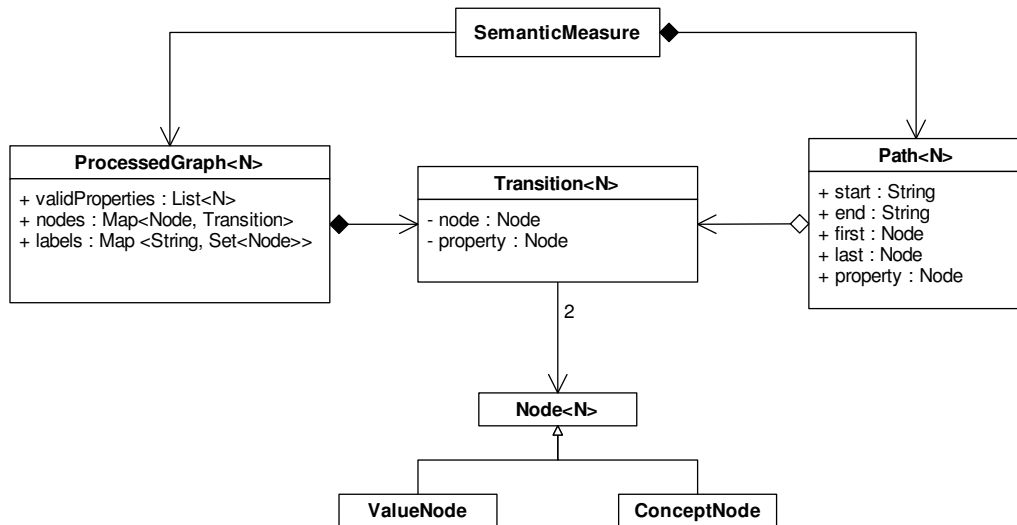 SemanticMeasure
ProcessedGraph<N>
+ validProperties : List<N>
+ nodes : Map<Node, Transition>
+ labels : Map <String, Set<Node>>
Transition<N>
- node : Node
- property : Node
Path<N>
+ start : String
+ end : String
+ first : Node
+ last : Node
+ property : Node
2
Node<N>
ValueNode
ConceptNode